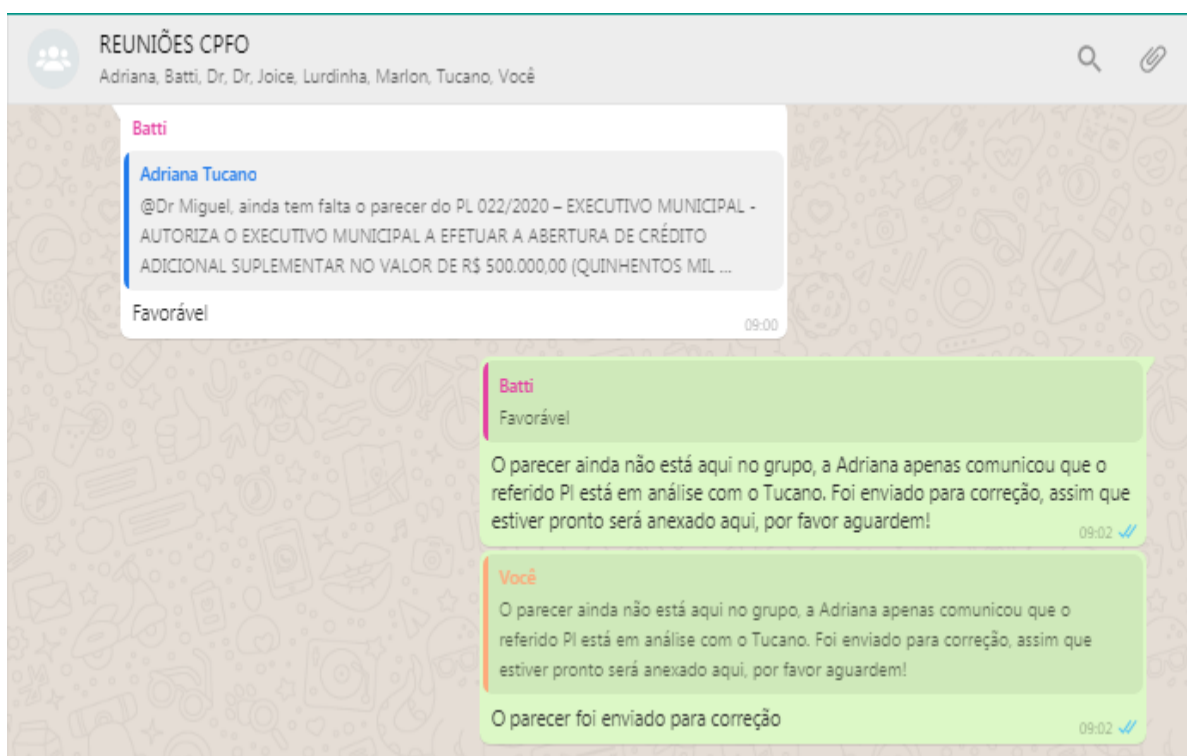 REUNIÕES CPFO
Adriana, Batti, Dr, Dr, Joice, Lurdinha, Marlon, Tucano, Você
Batti
Adriana Tucano
@Dr Miguel, ainda tem falta o parecer do PL 022/2020 – EXECUTIVO MUNICIPAL -
AUTORIZA O EXECUTIVO MUNICIPAL A EFETUAR A ABERTURA DE CRÉDITO
ADICIONAL SUPLEMENTAR NO VALOR DE R$ 500.000,00 (QUINHENTOS MIL ...
Favorável
09:00
Batti
Favorável
O parecer ainda não está aqui no grupo, a Adriana apenas comunicou que o
referido Pl está em análise com o Tucano. Foi enviado para correção, assim que
estiver pronto será anexado aqui, por favor aguardem!
09:02
Você
O parecer ainda não está aqui no grupo, a Adriana apenas comunicou que o
referido Pl está em análise com o Tucano. Foi enviado para correção, assim que
estiver pronto será anexado aqui, por favor aguardem!
O parecer foi enviado para correção
09:02